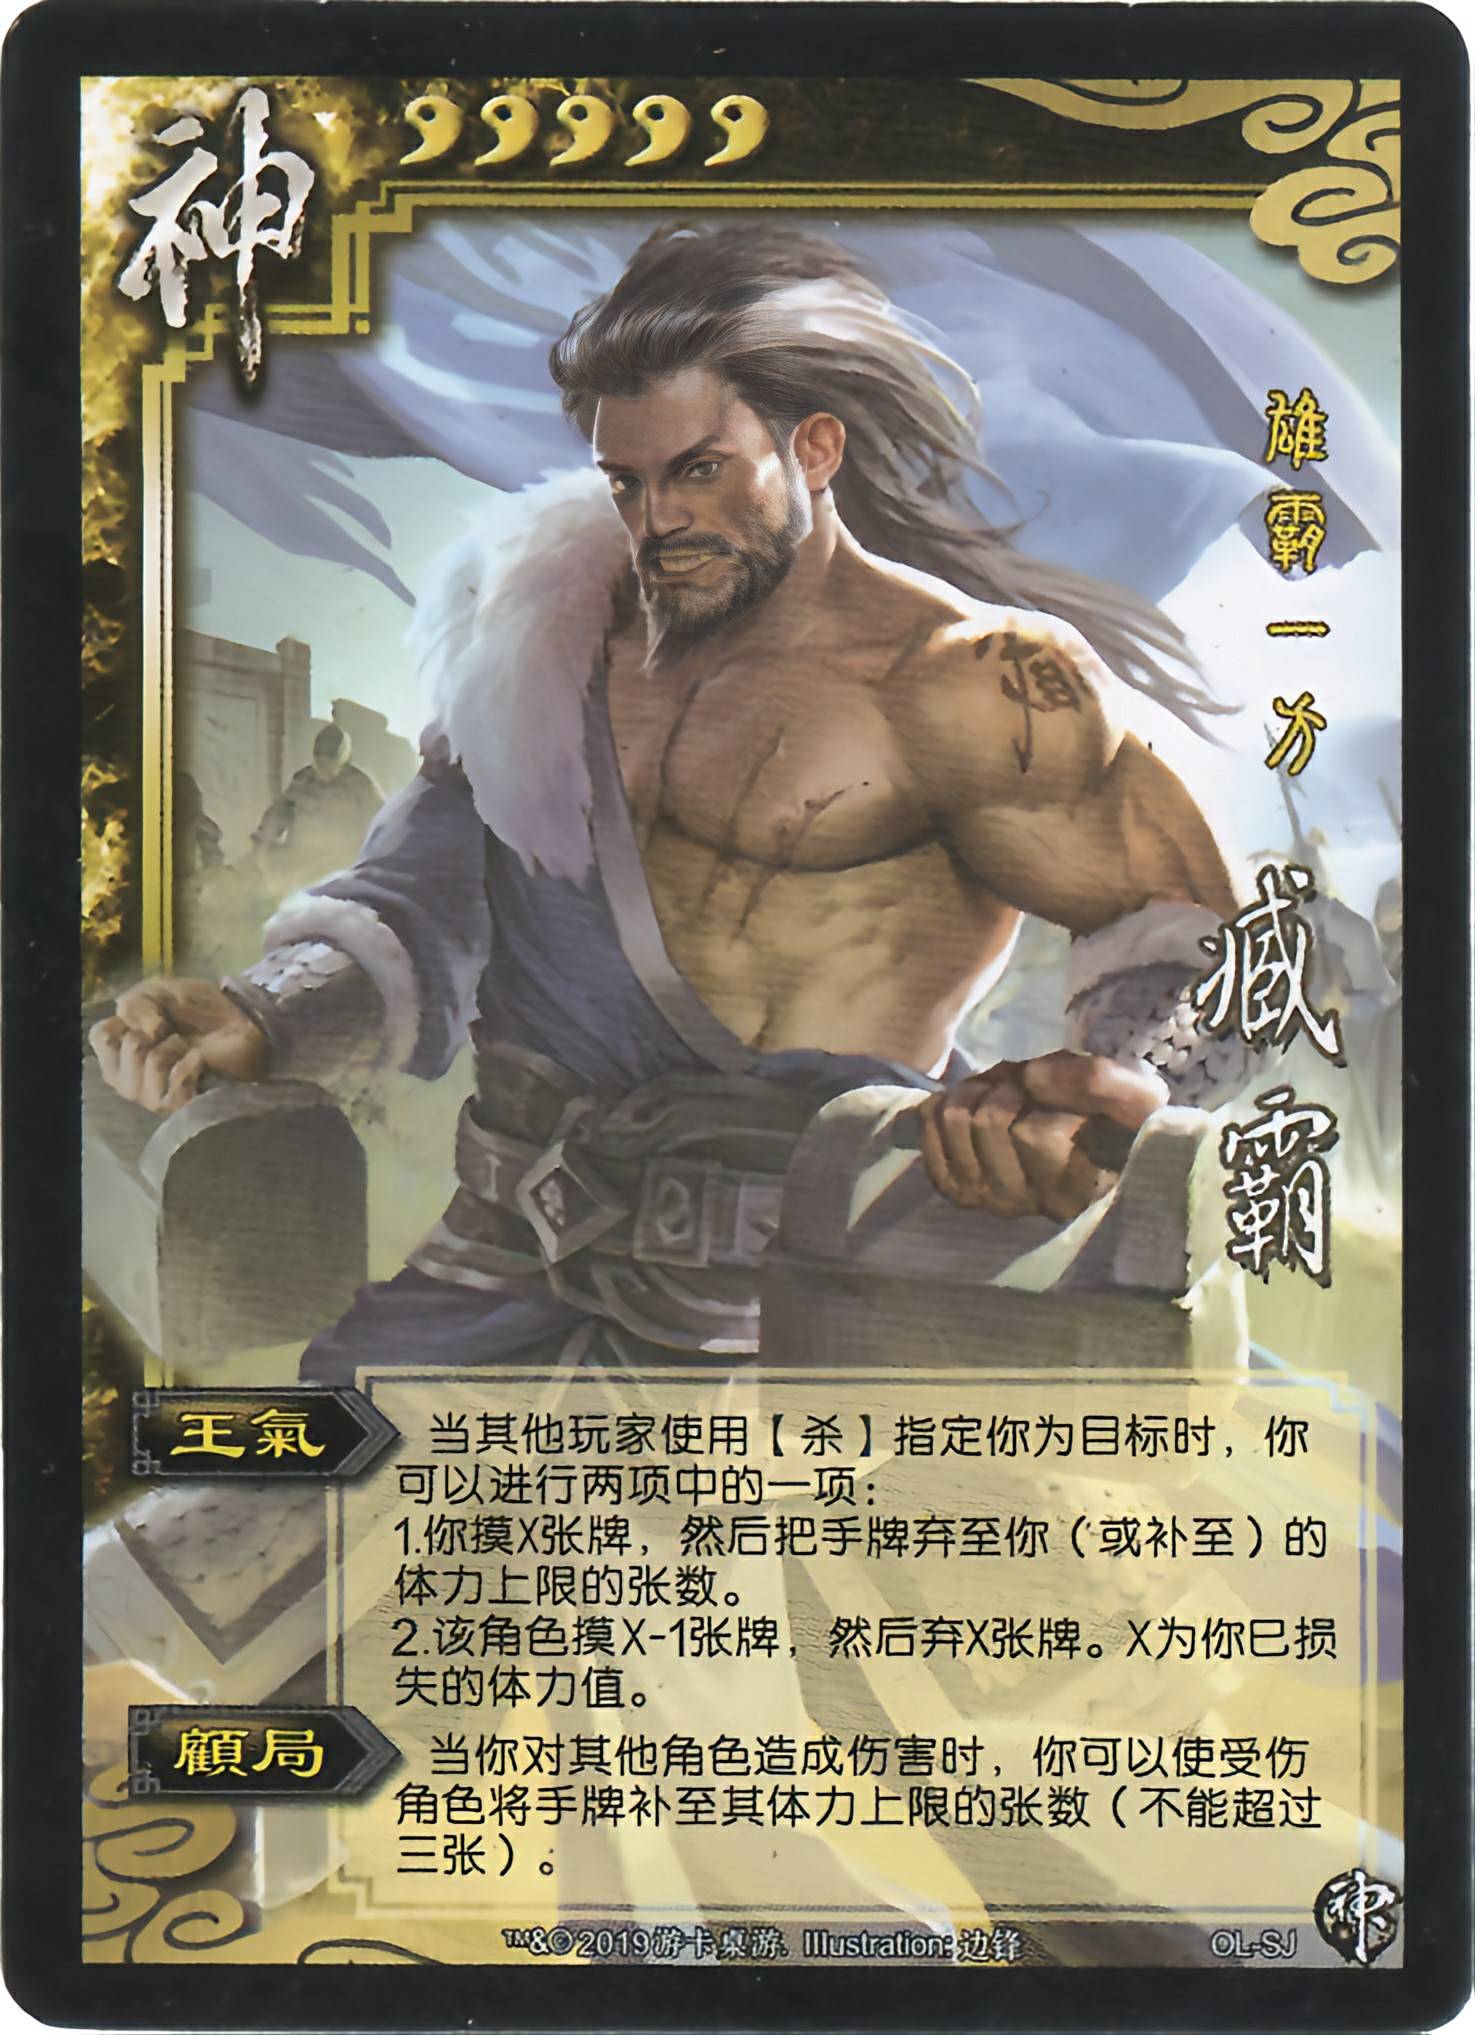 神
雄霸一方
臧霸
王氣
当其他玩家使用【杀】指定你为目标时，你
可以进行两项中的一项：
1.你摸X张牌，然后把手牌弃至你（或补至）的
体力上限的张数。
2.该角色摸X-1张牌，然后弃X张牌。X为你巳损
失的体力值。
顧局
当你对其他角色造成伤害时，你可以使受伤
角色将手牌补至其体力上限的张数（不能超过
三张）。
™&©2019游卡桌游. Illustration: 边锋
OL-SJ
神